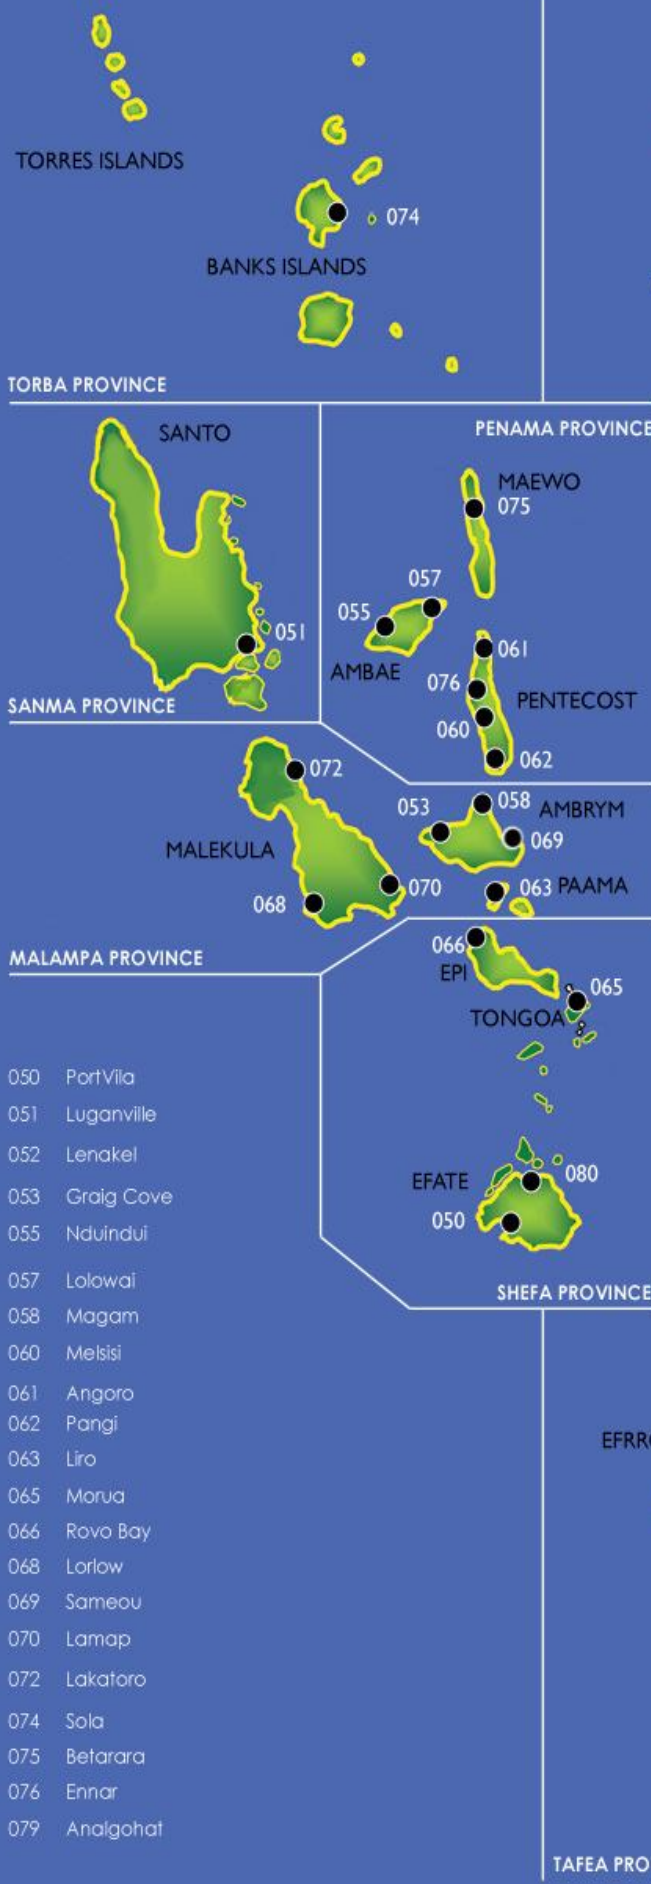 TORRES ISLANDS
074
BANKS ISLANDS
TORBA PROVINCE
SANTO
PENAMA PROVINCE
MAEWO
075
057
055
051
061
AMBAE
076
PENTECOST
SANMA PROVINCE
060
062
072
058
AMBRYM
053
069
MALEKULA
070
063 PAAMA
068
066
MALAMPA PROVINCE
EPI
065
TONGOA
050 PortVila
051 Luganville
052 Lenakel
EFATE
080
053 Graig Cove
050
055 Nduindui
057 Lolowai
SHEFA PROVINCE
058 Magam
060 Melsisi
061 Angoro
062 Pangi
EFRR
063 Liro
065 Morua
066 Rovo Bay
068 Lorlow
069 Sameou
070 Lamap
072 Lakatoro
074 Sola
075 Betarara
076 Ennar
079 Analgohat
TAFEA PRO